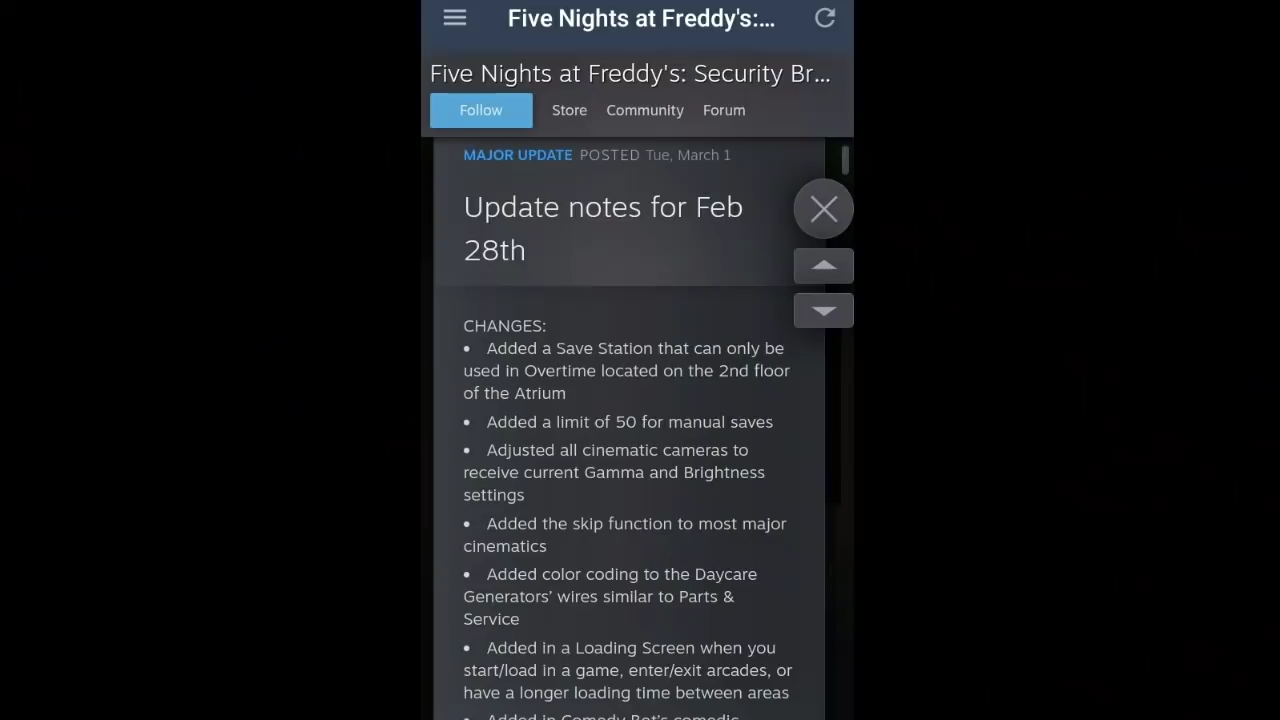 Five Nights at Freddy's:...
Five Nights at Freddy's: Security Br...
Follow Store Community Forum
MAJOR UPDATE POSTED Tue, March 1
Update notes for Feb
28th
CHANGES:
• Added a Save Station that can only be
used in Overtime located on the 2nd floor
of the Atrium
• Added a limit of 50 for manual saves
• Adjusted all cinematic cameras to
receive current Gamma and Brightness
settings
• Added the skip function to most major
cinematics
• Added color coding to the Daycare
Generators’ wires similar to Parts &
Service
• Added in a Loading Screen when you
start/load in a game, enter/exit arcades, or
have a longer loading time between areas
• Added in Comedy Bot's comedic